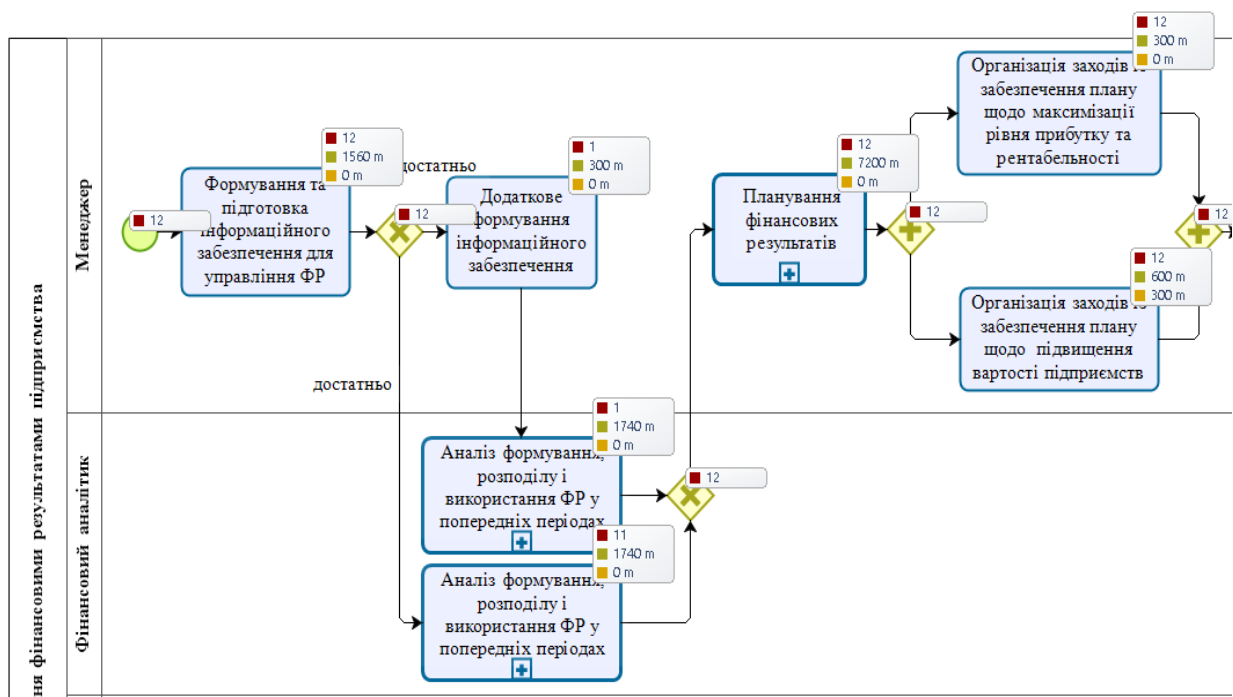 ня фінансовими результатами підприємства
Менеджер
Фінансовий аналітик
12
Формування та
підготовка
інформаційного
забезпечення для
управління ФР
12
1560 m
0 m
достатньо
12
Додаткове
формування
інформаційного
забезпечення
1
300 m
0 m
Планування
фінансових
результатів
12
7200 m
0 m
12
Організація заходів
забезпечення плану
щодо максимізації
рівня прибутку та
рентабельності
12
300 m
0 m
12
Організація заходів
забезпечення плану
щодо підвищення
вартості підприємств
12
600 m
300 m
достатньо
Аналіз формування,
розподілу і
використання ФР у
попередніх періодах
1
1740 m
0 m
12
Аналіз формування,
розподілу і
використання ФР у
попередніх періодах
11
1740 m
0 m